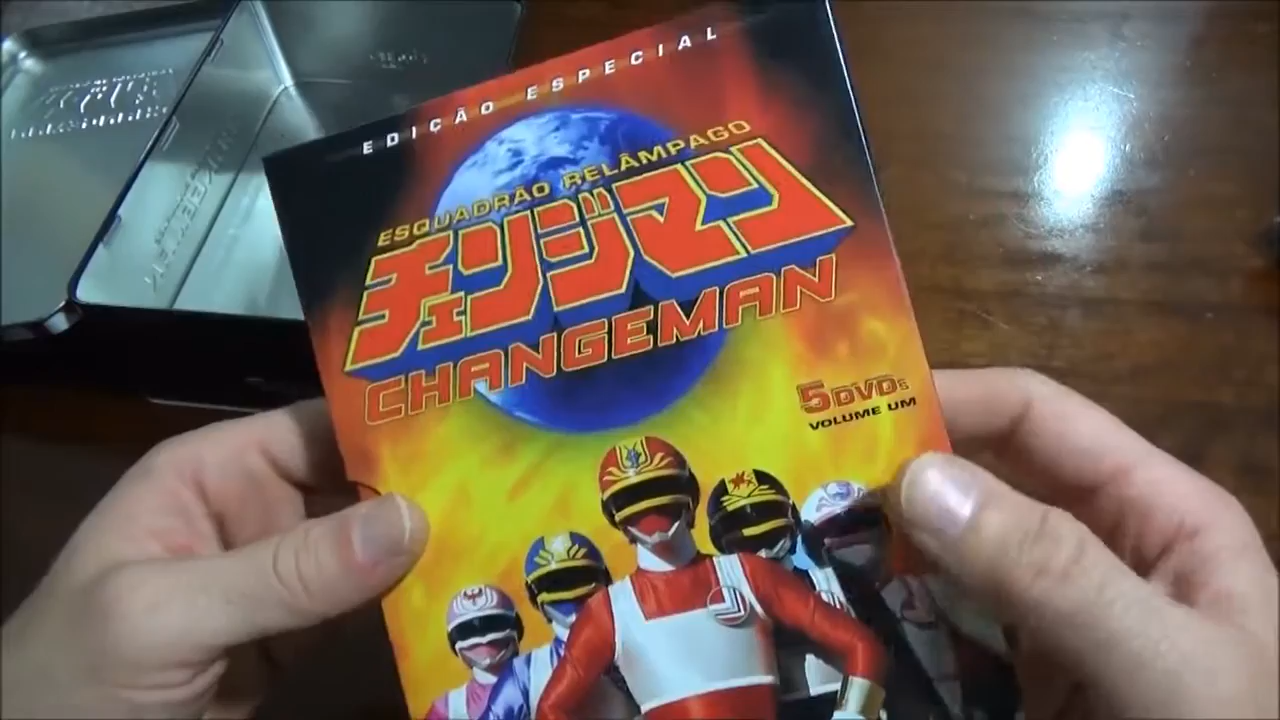 EDIÇÃO ESPECIAL
ESQUADRÃO RELÂMPAGO
チェンジマン
CHANGEMAN
5 DVDs
VOLUME UM